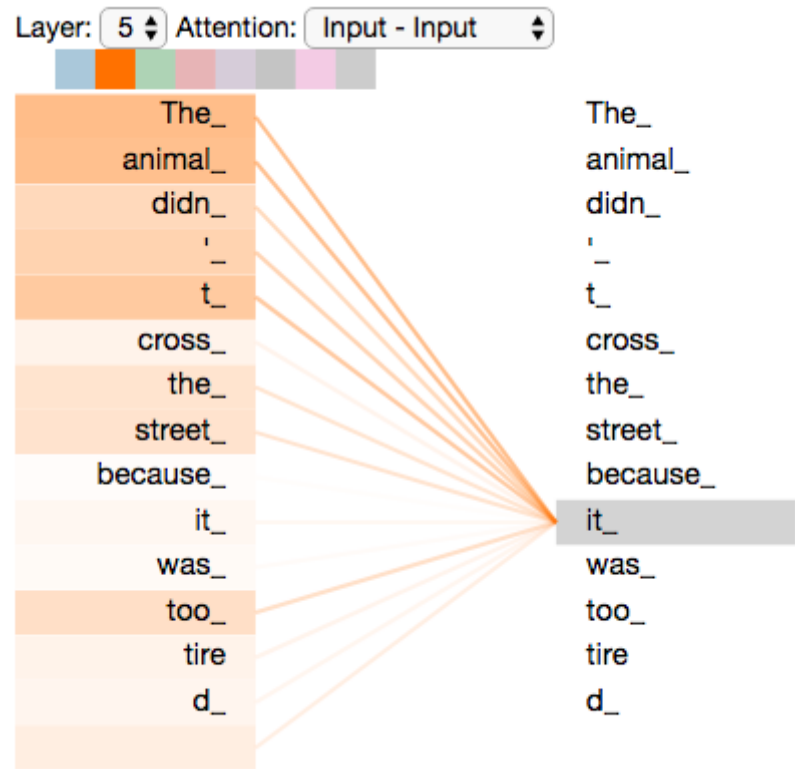 Layer: 5 Attention: Input - Input
The_ The_
animal_ animal_
didn_ didn_
'_ '_
t_ t_
cross_ cross_
the_ the_
street_ street_
because_ because_
it_ it_
was_ was_
too_ too_
tire tire
d_ d_